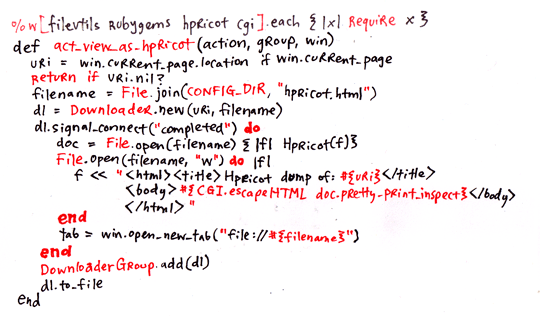 %w[fileutils rubygems hpricot cgi].each { |x| require x }
def act_view_as_hpricot(action, group, win)
uri = win.current_page.location if win.current_page
return if uri.nil?
filename = File.join(CONFIG_DIR, "hpricot.html")
dl = Downloader.new(uri, filename)
dl.signal_connect("completed") do
doc = File.open(filename) { |f| Hpricot(f) }
File.open(filename, "w") do |f|
f << "<html><title>Hpricot dump of: #{uri}</title>
<body>#{CGI.escapeHTML doc.pretty_print_inspect}</body>
</html>"
end
tab = win.open_new_tab("file://#{filename}")
end
DownloaderGroup.add(dl)
dl.to_file
end